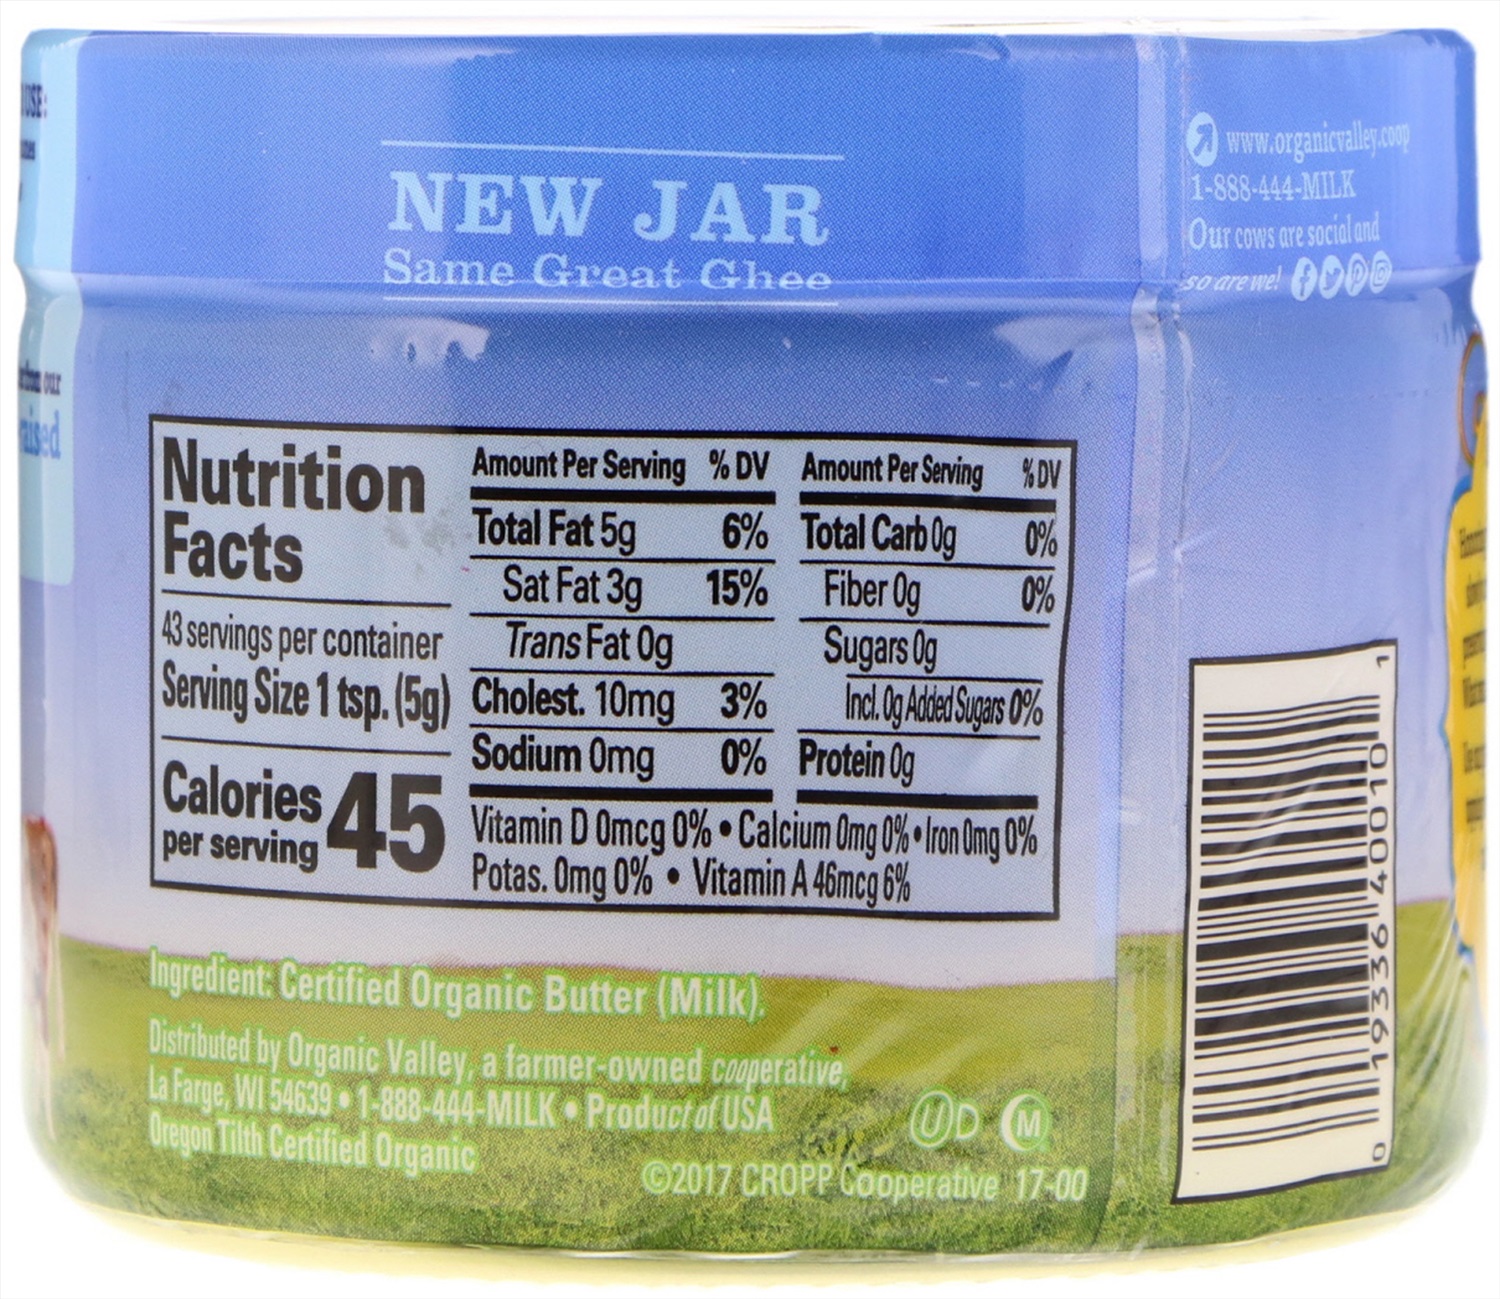 USE:
NEW JAR
Same Great Ghee
www.organicvalley.coop
1-888-444-MILK
Our cows are social and
so are we!
our
aised
Nutrition
Facts
43 servings per container
Serving Size 1 tsp. (5g)
Calories 45
per serving
Amount Per Serving % DV
Total Fat 5g 6%
Sat Fat 3g 15%
Trans Fat 0g
Cholest. 10mg 3%
Sodium 0mg 0%
Amount Per Serving % DV
Total Carb 0g 0%
Fiber 0g 0%
Sugars 0g
Incl. 0g Added Sugars 0%
Protein 0g
Vitamin D 0mcg 0% • Calcium 0mg 0% • Iron 0mg 0%
Potas. 0mg 0% • Vitamin A 46mcg 6%
Ingredient: Certified Organic Butter (Milk).
Distributed by Organic Valley, a farmer-owned cooperative,
La Farge, WI 54639 • 1-888-444-MILK • Product of USA
Oregon Tilth Certified Organic
U D M
©2017 CROPP Cooperative 17-00
0 19336 40010 1